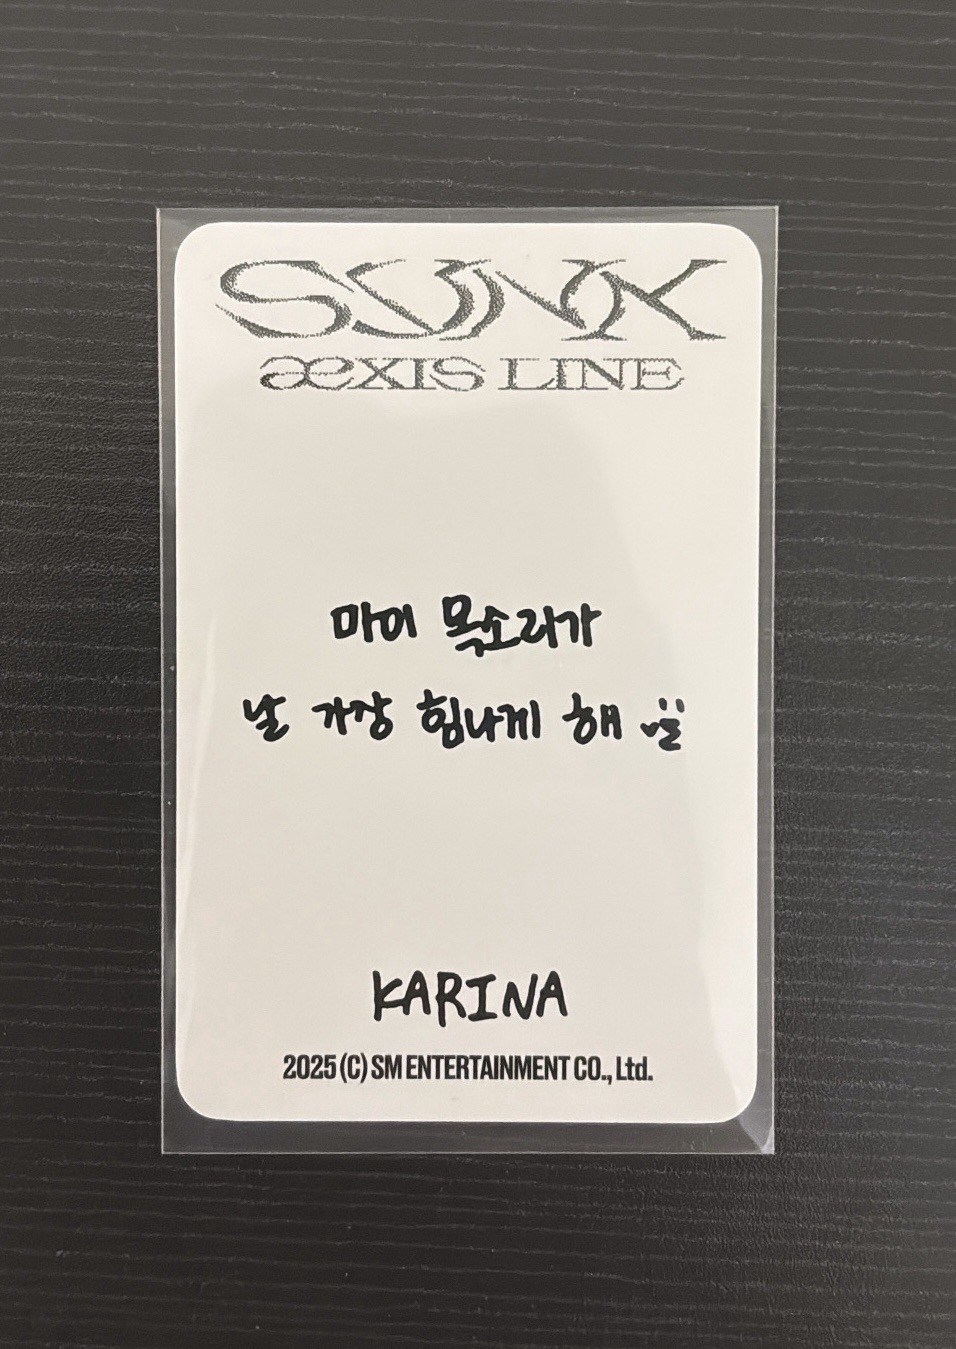 SYNK
æXIS LINE
마이 목소리가
날 가장 힘나게 해
KARINA
2025 (C) SM ENTERTAINMENT CO., Ltd.